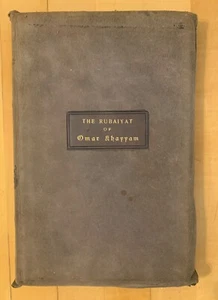 THE RUBAIYAT
OF
Omar Khayyam